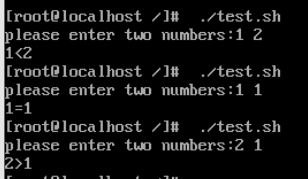 [root@localhost /]# ./test.sh
please enter two numbers:1 2
1<2
[root@localhost /]# ./test.sh
please enter two numbers:1 1
1=1
[root@localhost /]# ./test.sh
please enter two numbers:2 1
2>1